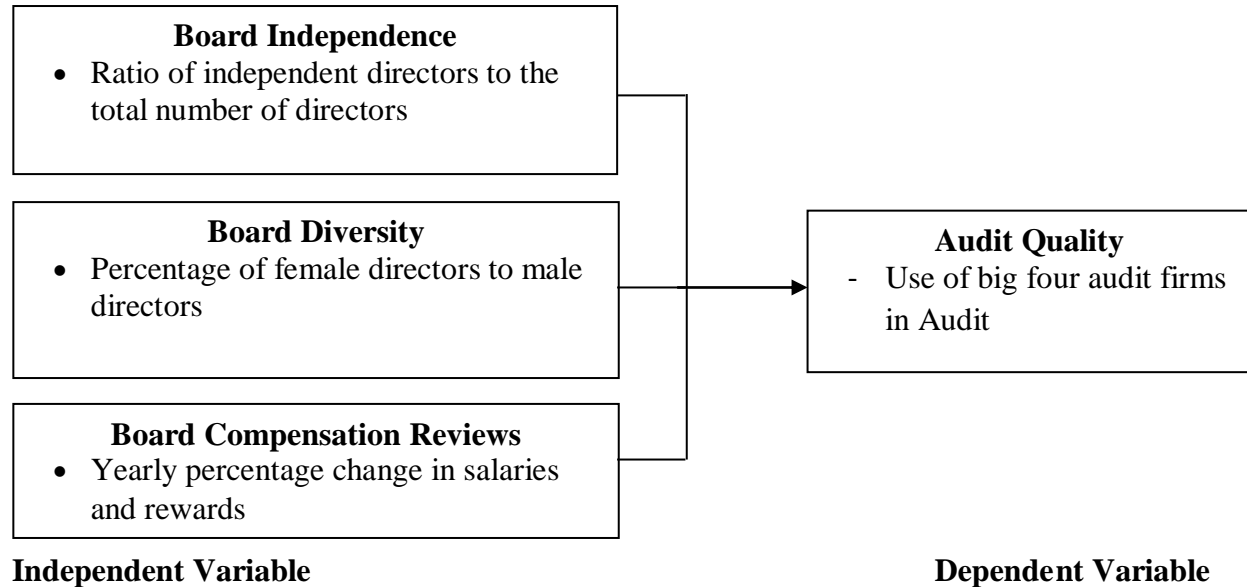 Board Independence
• Ratio of independent directors to the
total number of directors
Board Diversity
• Percentage of female directors to male
directors
Board Compensation Reviews
• Yearly percentage change in salaries
and rewards
Audit Quality
- Use of big four audit firms
in Audit
Independent Variable
Dependent Variable